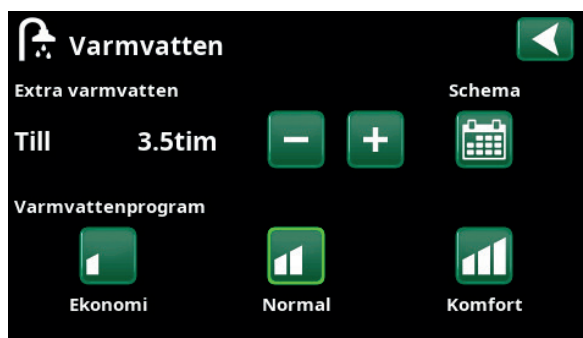 Varmvatten
Extra varmvatten
Schema
Till 3.5tim
Varmvattenprogram
Ekonomi Normal Komfort